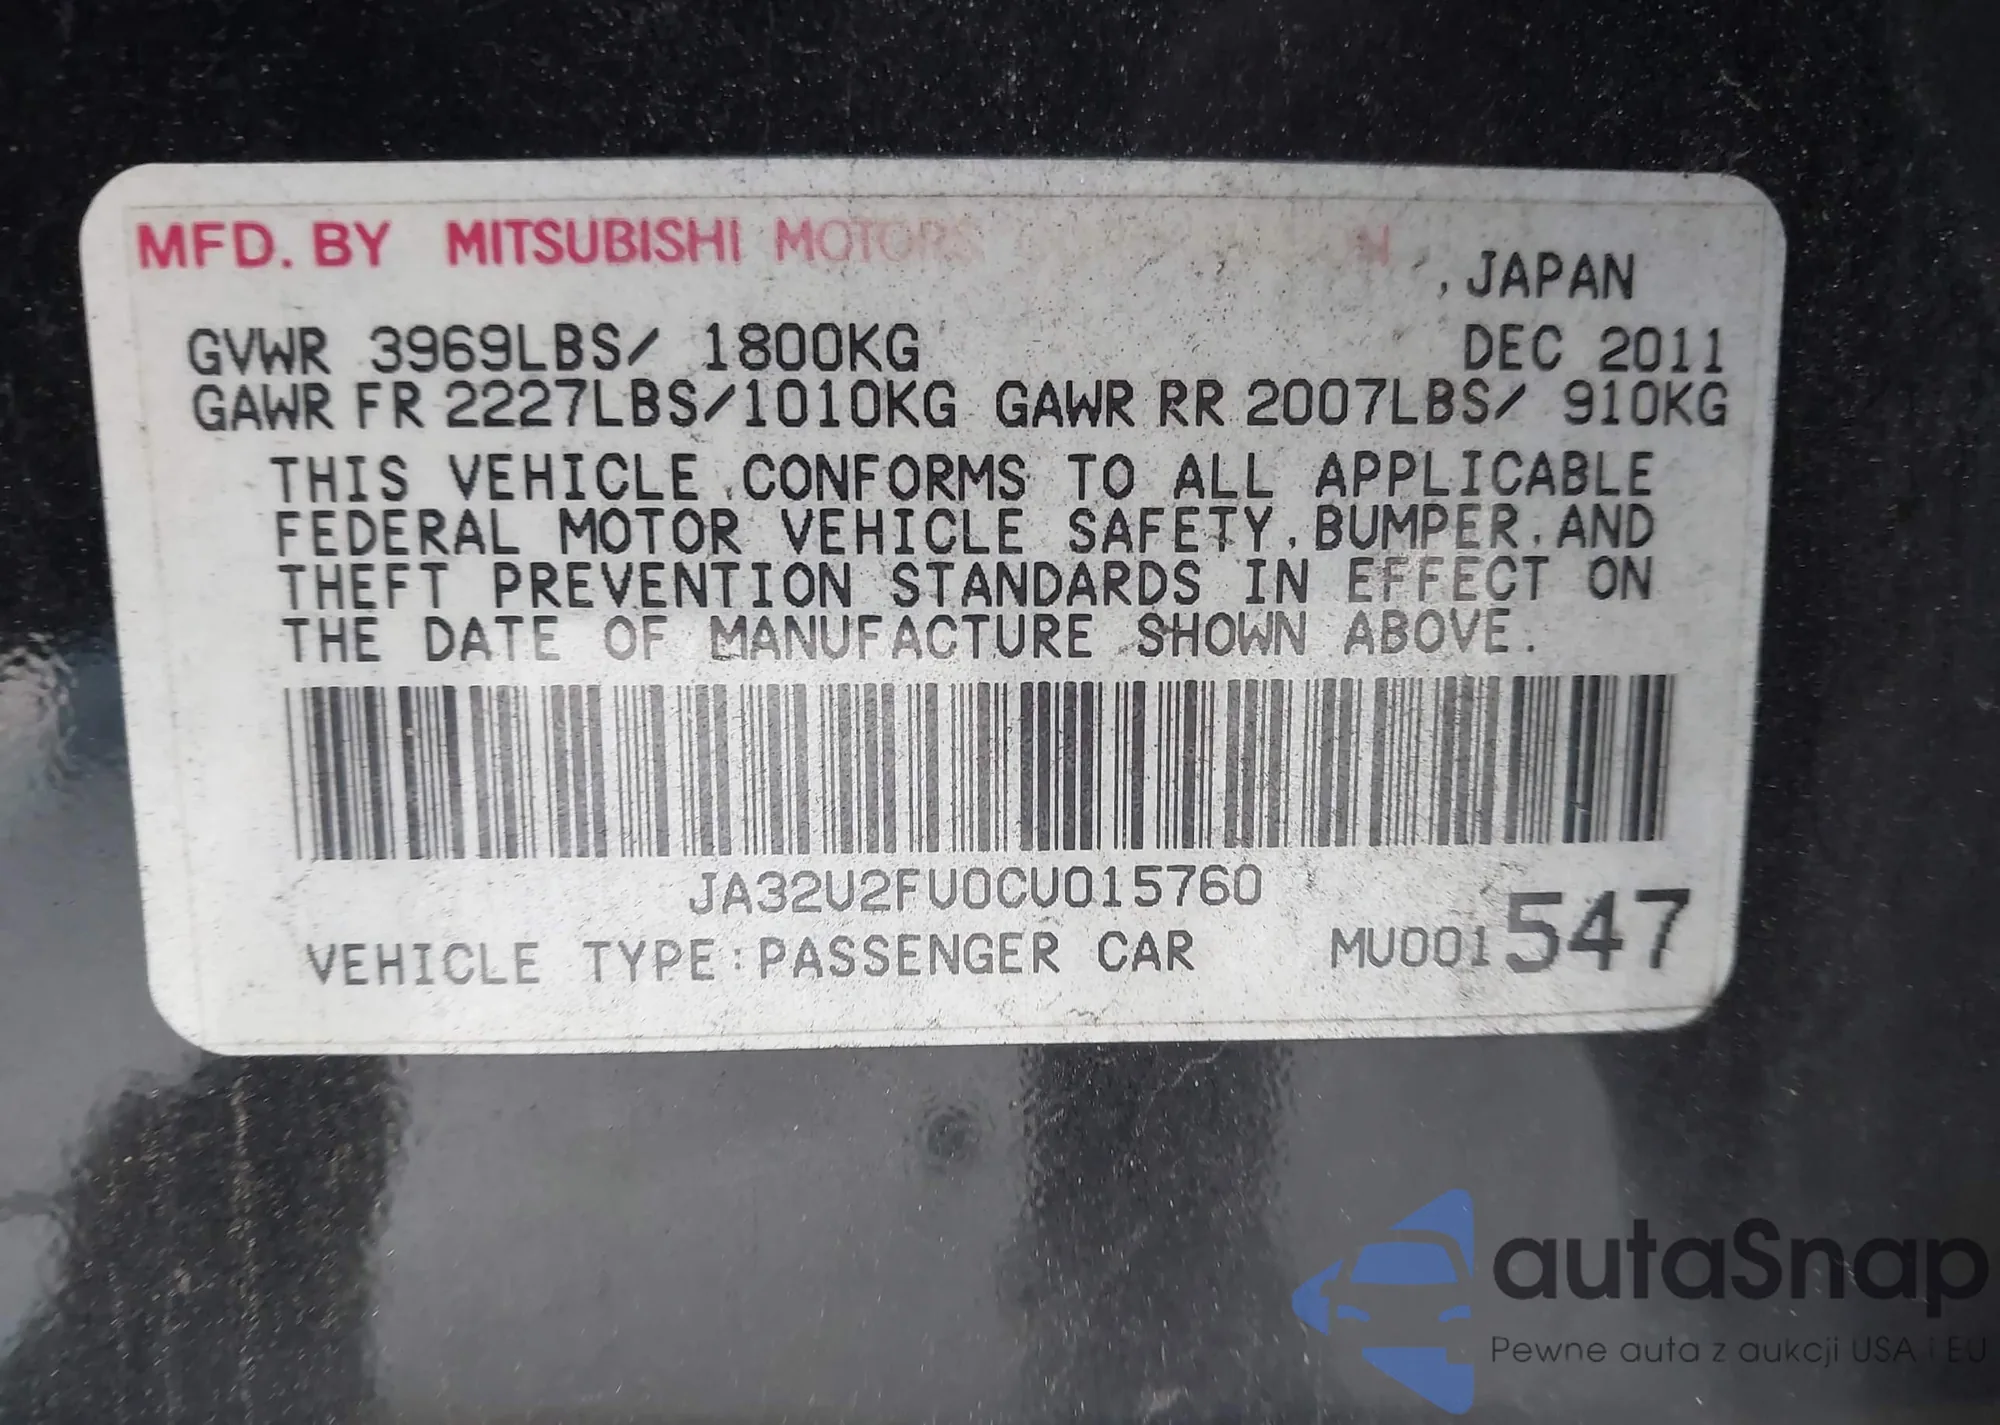 MFD. BY MITSUBISHI MOTORS
, JAPAN
GVWR 3969LBS/ 1800KG DEC 2011
GAWR FR 2227LBS/1010KG GAWR RR 2007LBS/ 910KG
THIS VEHICLE CONFORMS TO ALL APPLICABLE
FEDERAL MOTOR VEHICLE SAFETY, BUMPER, AND
THEFT PREVENTION STANDARDS IN EFFECT ON
THE DATE OF MANUFACTURE SHOWN ABOVE.
JA32U2FU0CU015760
VEHICLE TYPE:PASSENGER CAR MU001547
autaSnap
Pewne auta z aukcji USA i EU